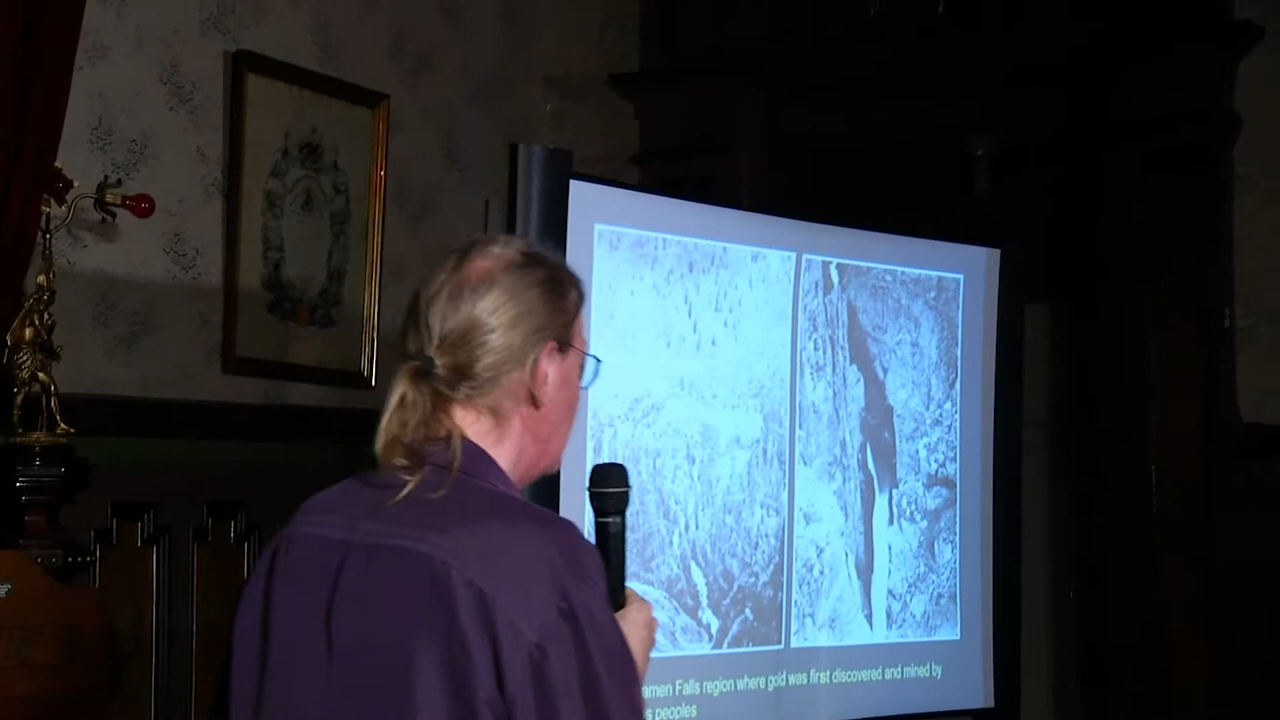 amen Falls region where gold was first discovered and mined by
s peoples